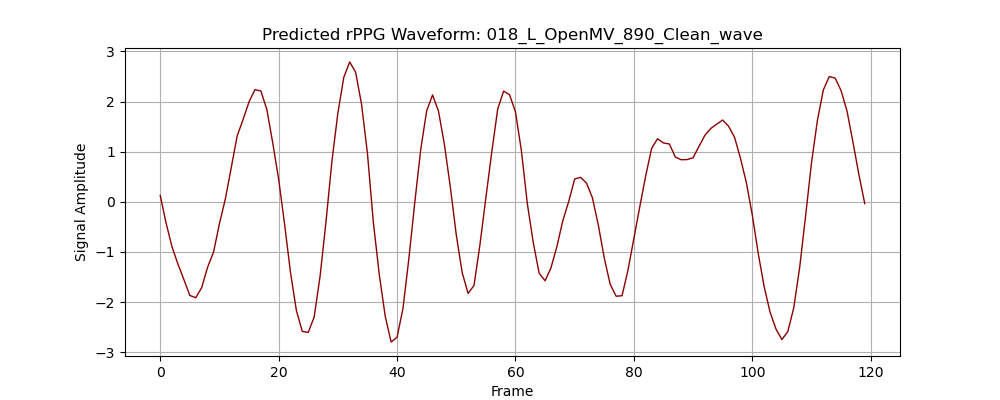 Predicted rPPG Waveform: 018_L_OpenMV_890_Clean_wave
Signal Amplitude
3
2
1
0
−1
−2
−3
0 20 40 60 80 100 120
Frame